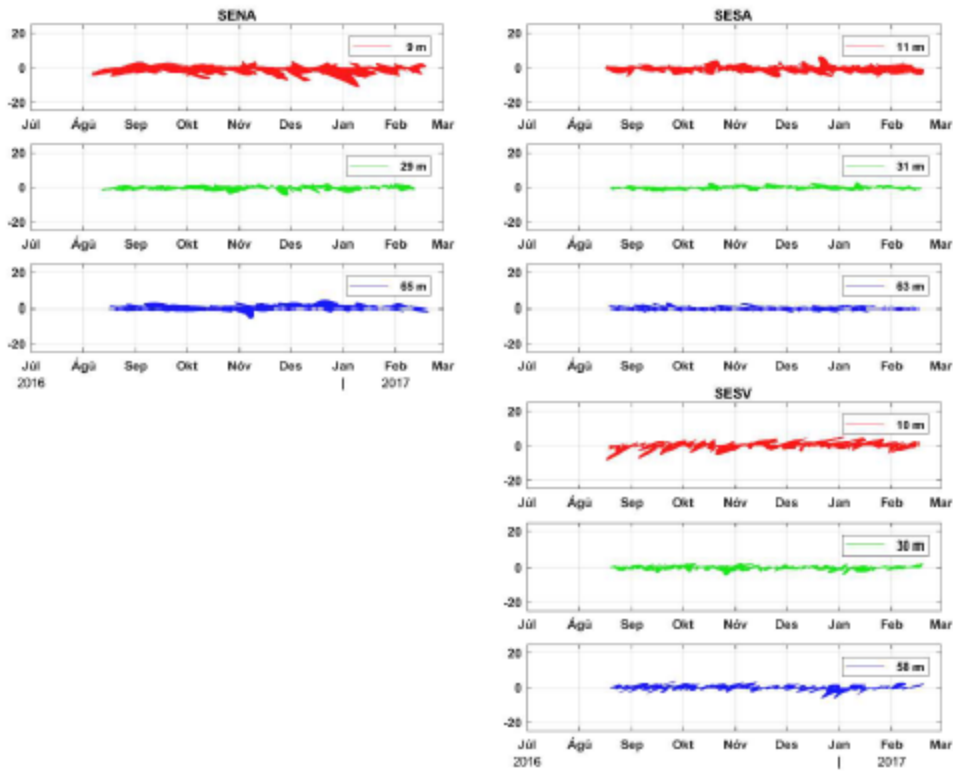 SENA
20
0
-20
9 m
Júl Ágú Sep Okt Nóv Des Jan Feb Mar
20
0
-20
29 m
Júl Ágú Sep Okt Nóv Des Jan Feb Mar
20
0
-20
65 m
Júl Ágú Sep Okt Nóv Des Jan Feb Mar
2016 | 2017
SESA
20
0
-20
11 m
Júl Ágú Sep Okt Nóv Des Jan Feb Mar
20
0
-20
31 m
Júl Ágú Sep Okt Nóv Des Jan Feb Mar
20
0
-20
63 m
Júl Ágú Sep Okt Nóv Des Jan Feb Mar
SESV
20
0
-20
10 m
Júl Ágú Sep Okt Nóv Des Jan Feb Mar
20
0
-20
30 m
Júl Ágú Sep Okt Nóv Des Jan Feb Mar
20
0
-20
58 m
Júl Ágú Sep Okt Nóv Des Jan Feb Mar
2016 | 2017